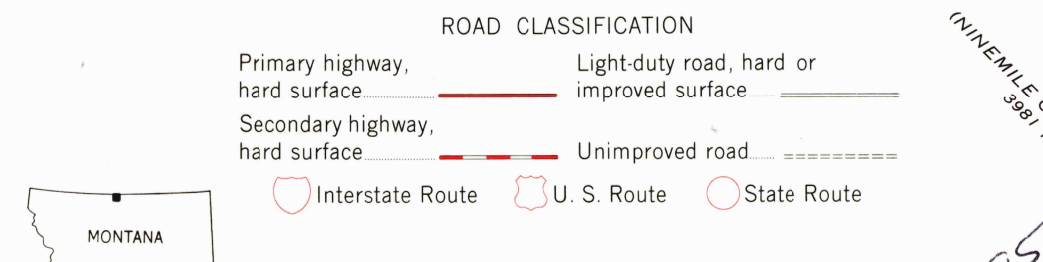 ROAD CLASSIFICATION
Primary highway,
hard surface
Light-duty road, hard or
improved surface
Secondary highway,
hard surface
Unimproved road
Interstate Route
U. S. Route
State Route
(NINEMILE
3981
MONTANA